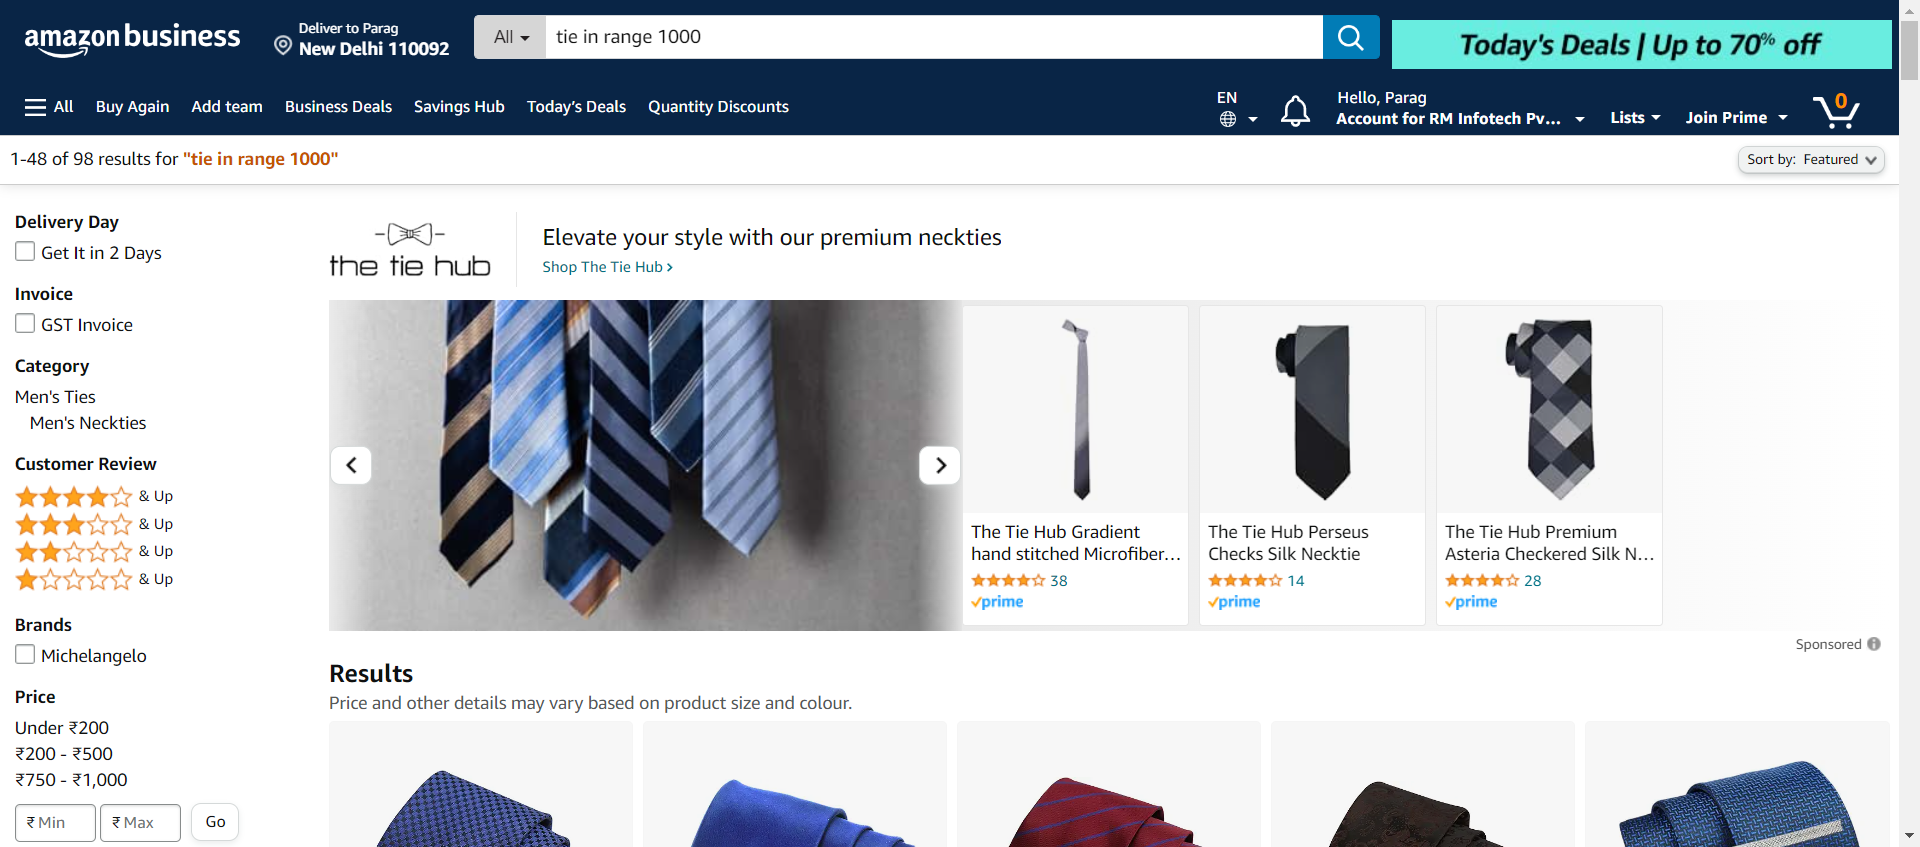 amazon business
Deliver to Parag
New Delhi 110092
All
tie in range 1000
Today's Deals | Up to 70% off
All
Buy Again
Add team
Business Deals
Savings Hub
Today's Deals
Quantity Discounts
EN
Hello, Parag
Account for RM Infotech Pv...
Lists
Join Prime
0
1-48 of 98 results for "tie in range 1000"
Sort by: Featured
Delivery Day
Get It in 2 Days
Invoice
GST Invoice
Category
Men's Ties
Men's Neckties
Customer Review
& Up
& Up
& Up
& Up
Brands
Michelangelo
Price
Under ₹200
₹200 - ₹500
₹750 - ₹1,000
₹ Min
₹ Max
Go
the tie hub
Elevate your style with our premium neckties
Shop The Tie Hub ›
The Tie Hub Gradient
hand stitched Microfiber...
38
prime
The Tie Hub Perseus
Checks Silk Necktie
14
prime
The Tie Hub Premium
Asteria Checkered Silk N...
28
prime
Sponsored
Results
Price and other details may vary based on product size and colour.